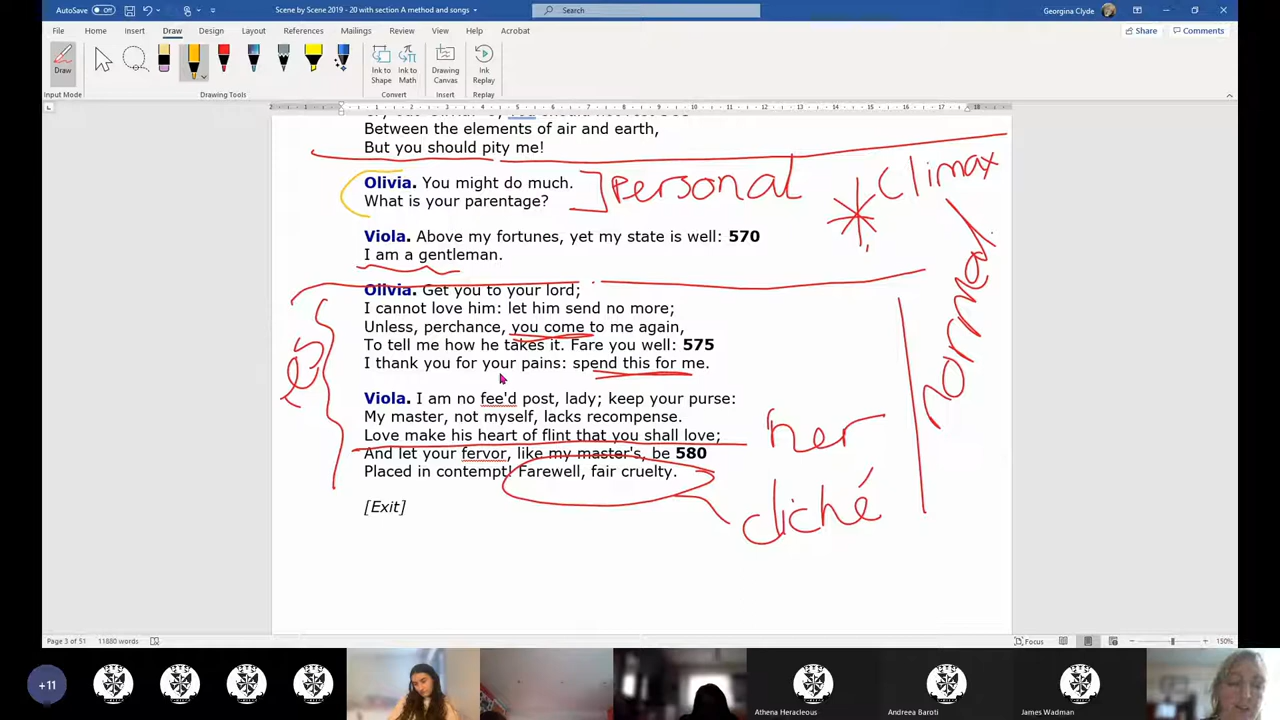 AutoSave Off
Scene by Scene 2019 - 20 with section A method and songs
Search
Georgina Clyde
File Home Insert Draw Design Layout References Mailings Review View Help Acrobat
Share Comments
Draw
Ink to Shape
Ink to Math
Drawing Canvas
Ink Replay
Input Mode
Drawing Tools
Convert
Insert
Replay
Between the elements of air and earth,
But you should pity me!
Climax
Olivia. You might do much.
What is your parentage?
Personal
Viola. Above my fortunes, yet my state is well: 570
I am a gentleman.
normal
Olivia. Get you to your lord;
I cannot love him: let him send no more;
Unless, perchance, you come to me again,
To tell me how he takes it. Fare you well: 575
I thank you for your pains: spend this for me.
Viola. I am no fee'd post, lady; keep your purse:
My master, not myself, lacks recompense.
Love make his heart of flint that you shall love;
And let your fervor, like my master's, be 580
Placed in contempt! Farewell, fair cruelty.
her
cliché
[Exit]
Page 3 of 51 11880 words
Focus
150%
+11
Athena Heracleous
Andreea Baroti
James Wadman